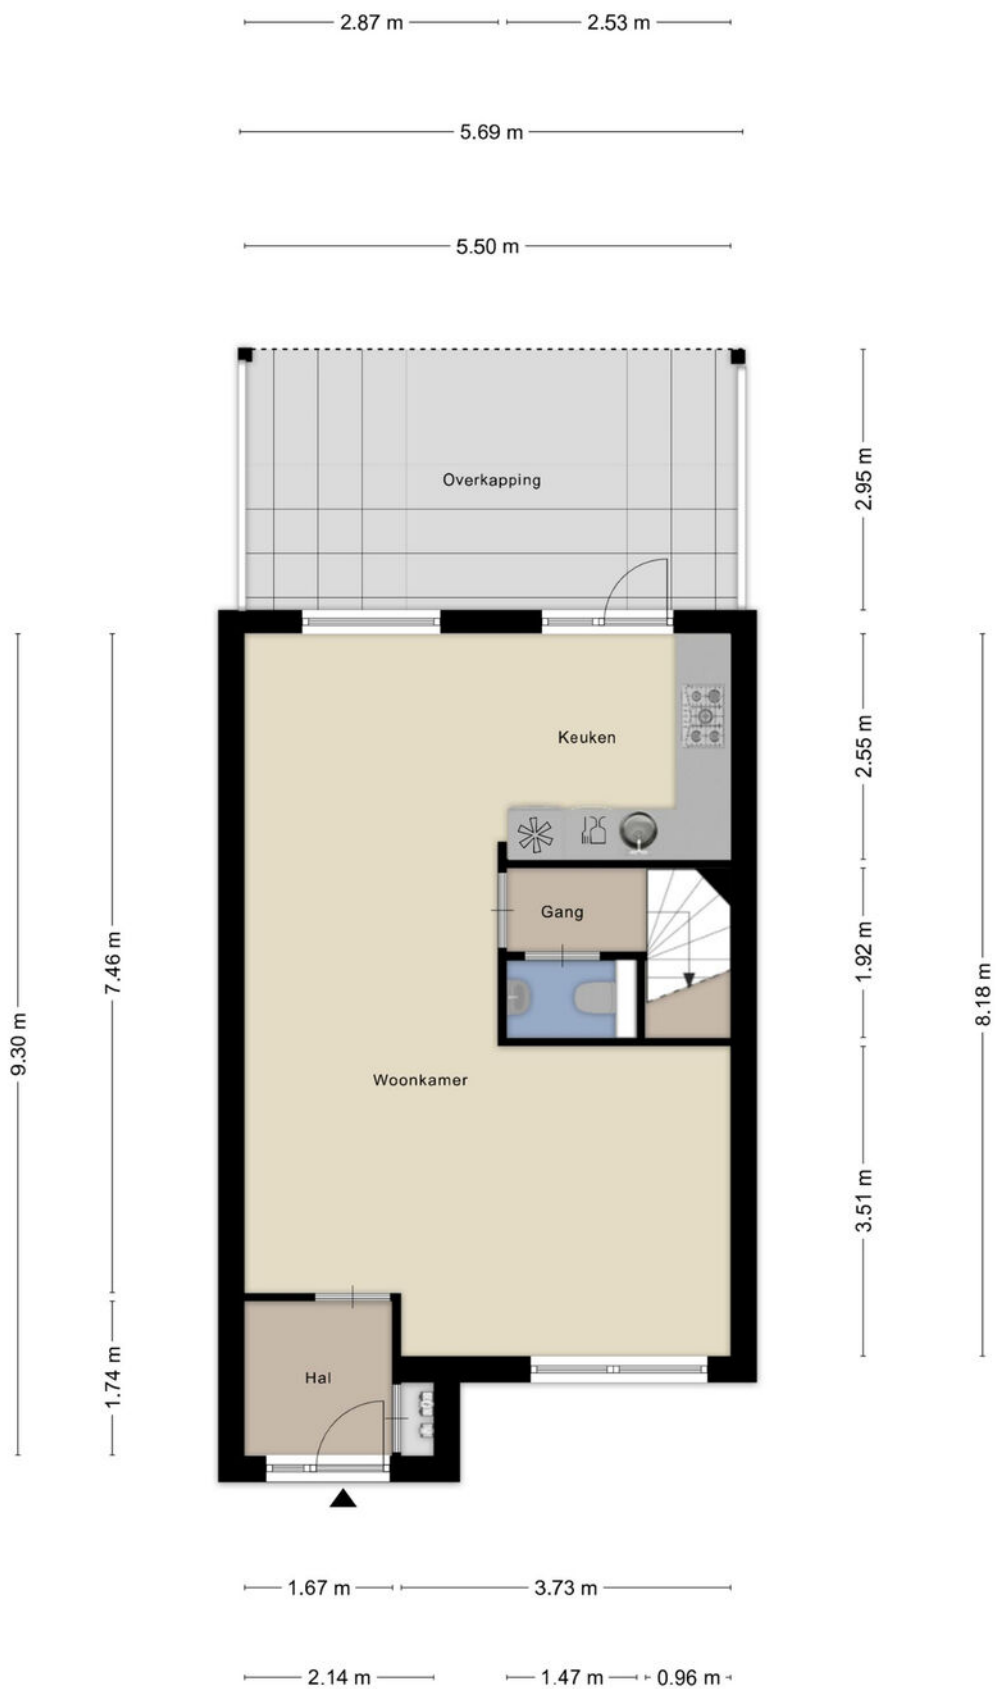 2.87 m
2.53 m
5.69 m
5.50 m
Overkapping
2.95 m
Keuken
2.55 m
Gang
1.92 m
7.46 m
8.18 m
9.30 m
Woonkamer
3.51 m
Hal
1.74 m
1.67 m
3.73 m
2.14 m
1.47 m
0.96 m